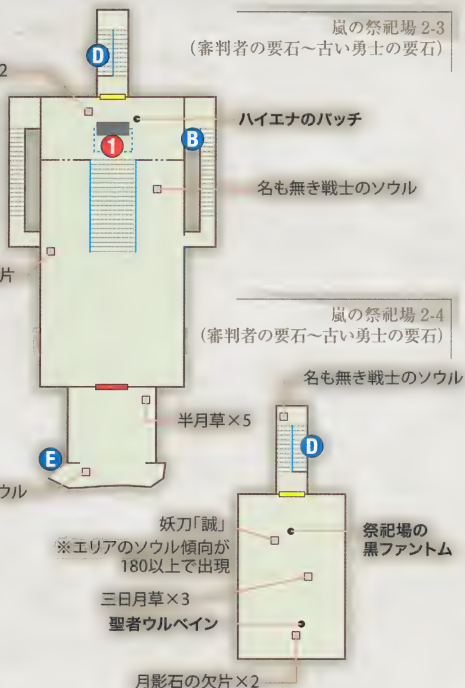 嵐の祭祀場 2-3
(審判者の要石〜古い勇士の要石)
D
2
ハイエナのパッチ
1
B
名も無き戦士のソウル
片
嵐の祭祀場 2-4
(審判者の要石〜古い勇士の要石)
名も無き戦士のソウル
半月草×5
D
E
ウル
妖刀「誠」
※エリアのソウル傾向が
180以上で出現
祭祀場の
黒ファントム
三日月草×3
聖者ウルベイン
月影石の欠片×2